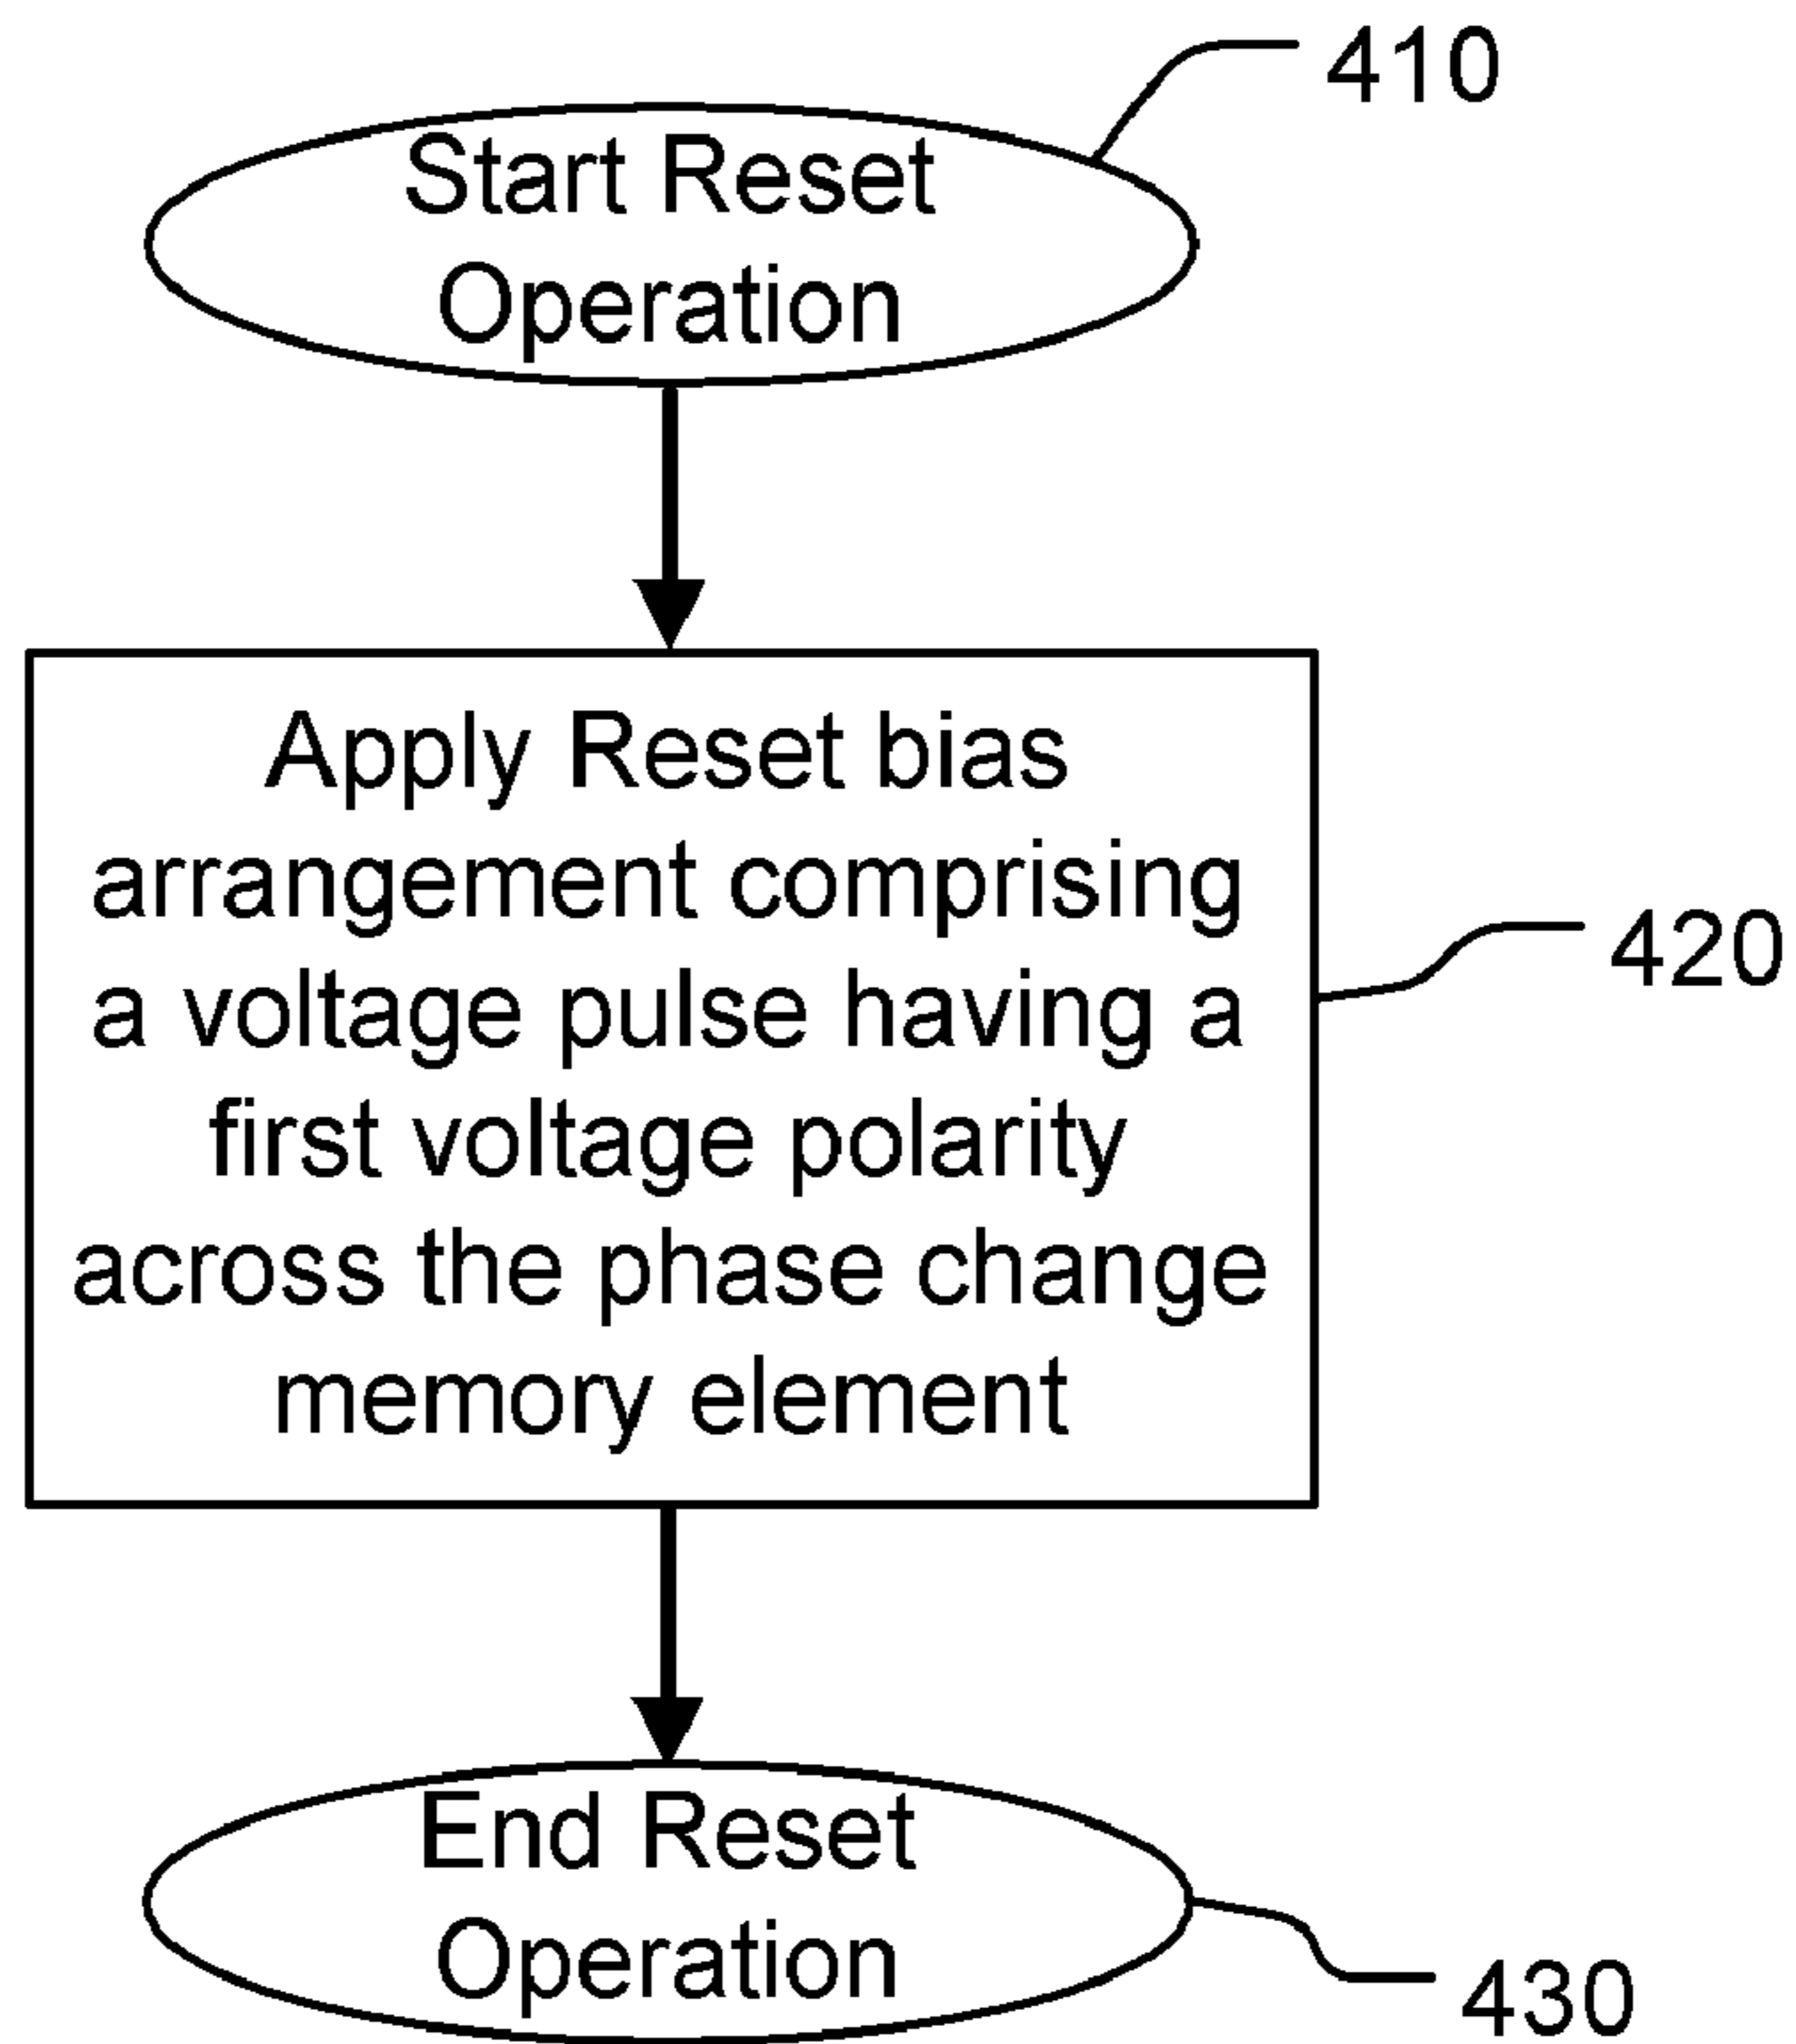 410
Start Reset
Operation
Apply Reset bias
arrangement comprising
a voltage pulse having a
first voltage polarity
across the phase change
memory element
420
End Reset
Operation
430